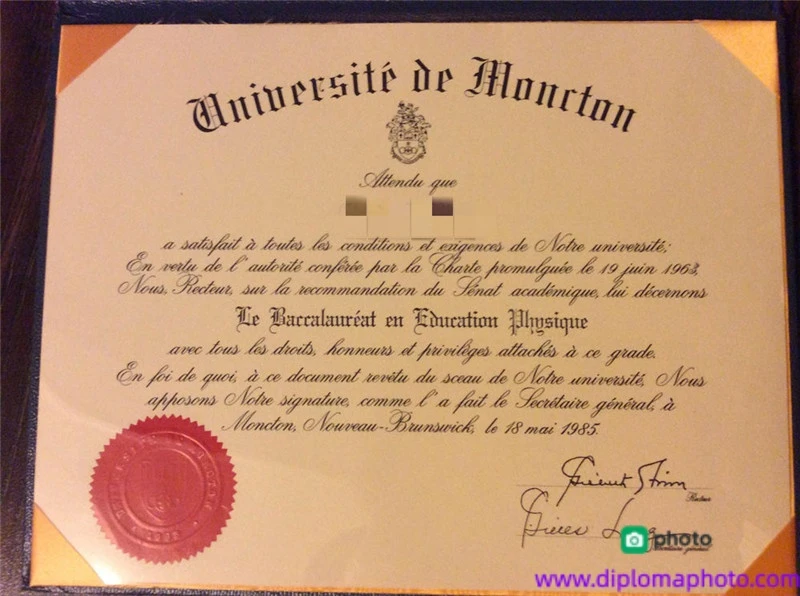 Université de Moncton
Attendu que
a satisfait à toutes les conditions et exigences de Notre université;
En vertu de l'autorité conférée par la Charte promulguée le 19 juin 1963,
Nous, Recteur, sur la recommandation du Sénat académique, lui décernons
Le Baccalauréat en Education Physique
avec tous les droits, honneurs et privilèges attachés à ce grade.
En foi de quoi, à ce document revêtu du sceau de Notre université, Nous
apposons Notre signature, comme l'a fait le Secrétaire général, à
Moncton, Nouveau-Brunswick, le 18 mai 1985.
Recteur
Gilles
photo
www.diplomaphoto.com